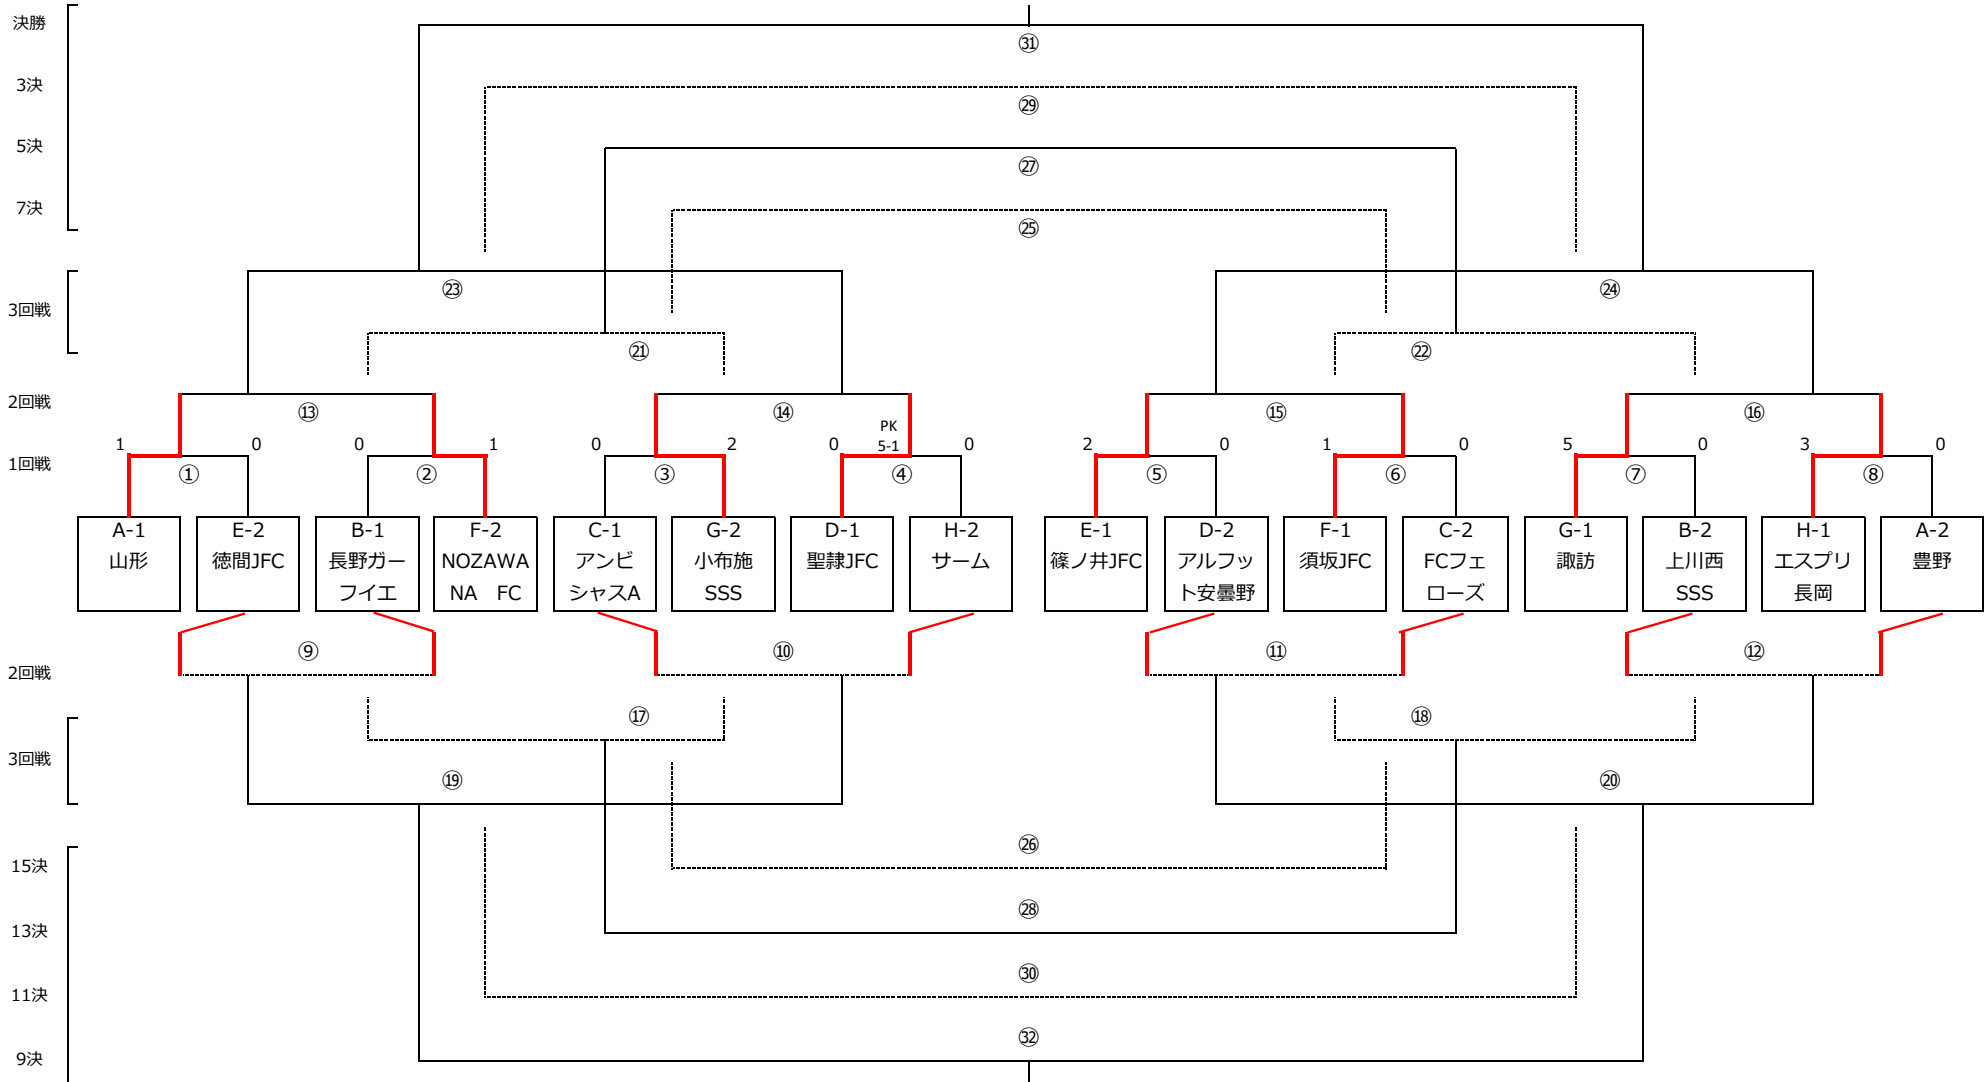 決勝
㉛
3決
㉙
5決
㉗
7決
㉕
㉓ ㉔
3回戦
㉑ ㉒
2回戦
⑬ ⑭ ⑮ ⑯
PK
1 0 0 1 0 2 0 5-1 0 2 0 1 0 5 0 3 0
1回戦
① ② ③ ④ ⑤ ⑥ ⑦ ⑧
A-1 E-2 B-1 F-2 C-1 G-2 D-1 H-2 E-1 D-2 F-1 C-2 G-1 B-2 H-1 A-2
山形 徳間JFC 長野ガー NOZAWA アンビ 小布施 聖隷JFC サーム 篠ノ井JFC アルフッ 須坂JFC FCフェ 諏訪 上川西 エスプリ 豊野
フイエ NA　FC シャスA SSS ト安曇野 ローズ SSS 長岡
⑨ ⑩ ⑪ ⑫
2回戦
⑰ ⑱
3回戦
⑲ ⑳
㉖
15決
㉘
13決
㉚
11決
㉜
9決